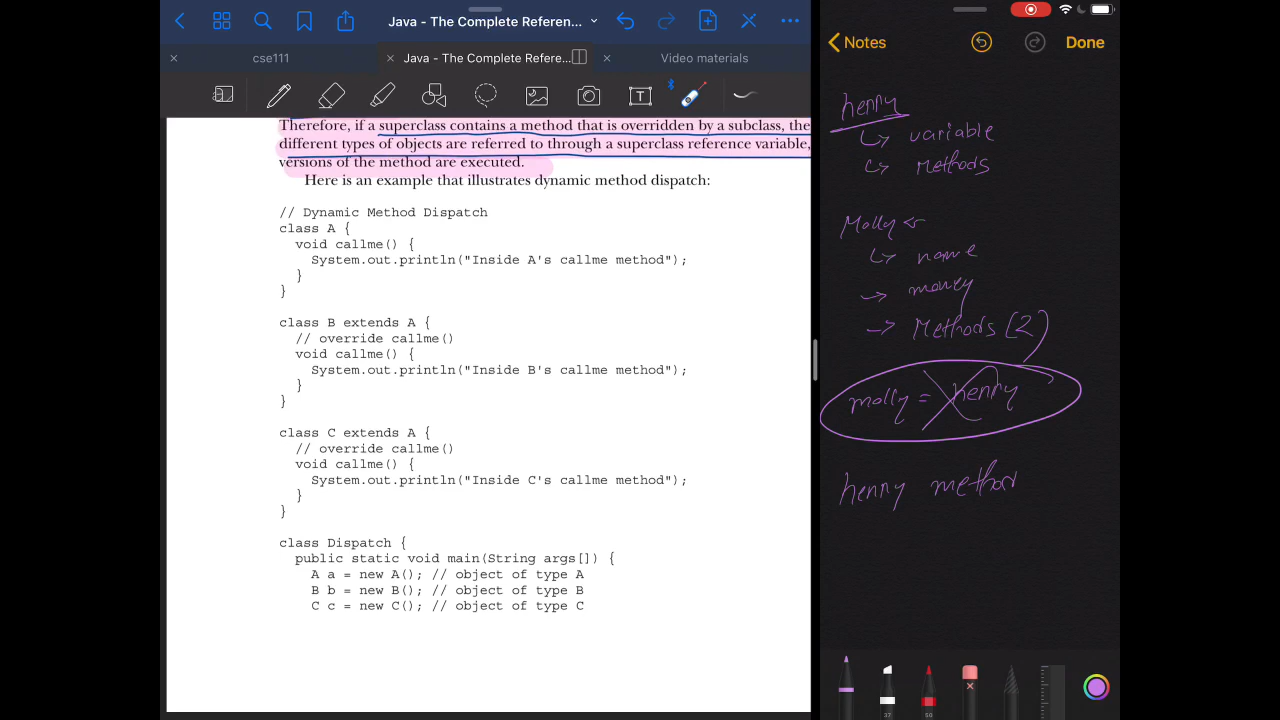 Java - The Complete Referen...
cse111
Java - The Complete Refere...
Video materials
T
Therefore, if a superclass contains a method that is overridden by a subclass, the
different types of objects are referred to through a superclass reference variable,
versions of the method are executed.
Here is an example that illustrates dynamic method dispatch:
// Dynamic Method Dispatch
class A {
void callme() {
System.out.println("Inside A's callme method");
}
}
class B extends A {
// override callme()
void callme() {
System.out.println("Inside B's callme method");
}
}
class C extends A {
// override callme()
void callme() {
System.out.println("Inside C's callme method");
}
}
class Dispatch {
public static void main(String args[]) {
A a = new A(); // object of type A
B b = new B(); // object of type B
C c = new C(); // object of type C
Notes
Done
henny
variable
methods
Molly
name
money
Methods (2)
molly = henny
henny method
37
59